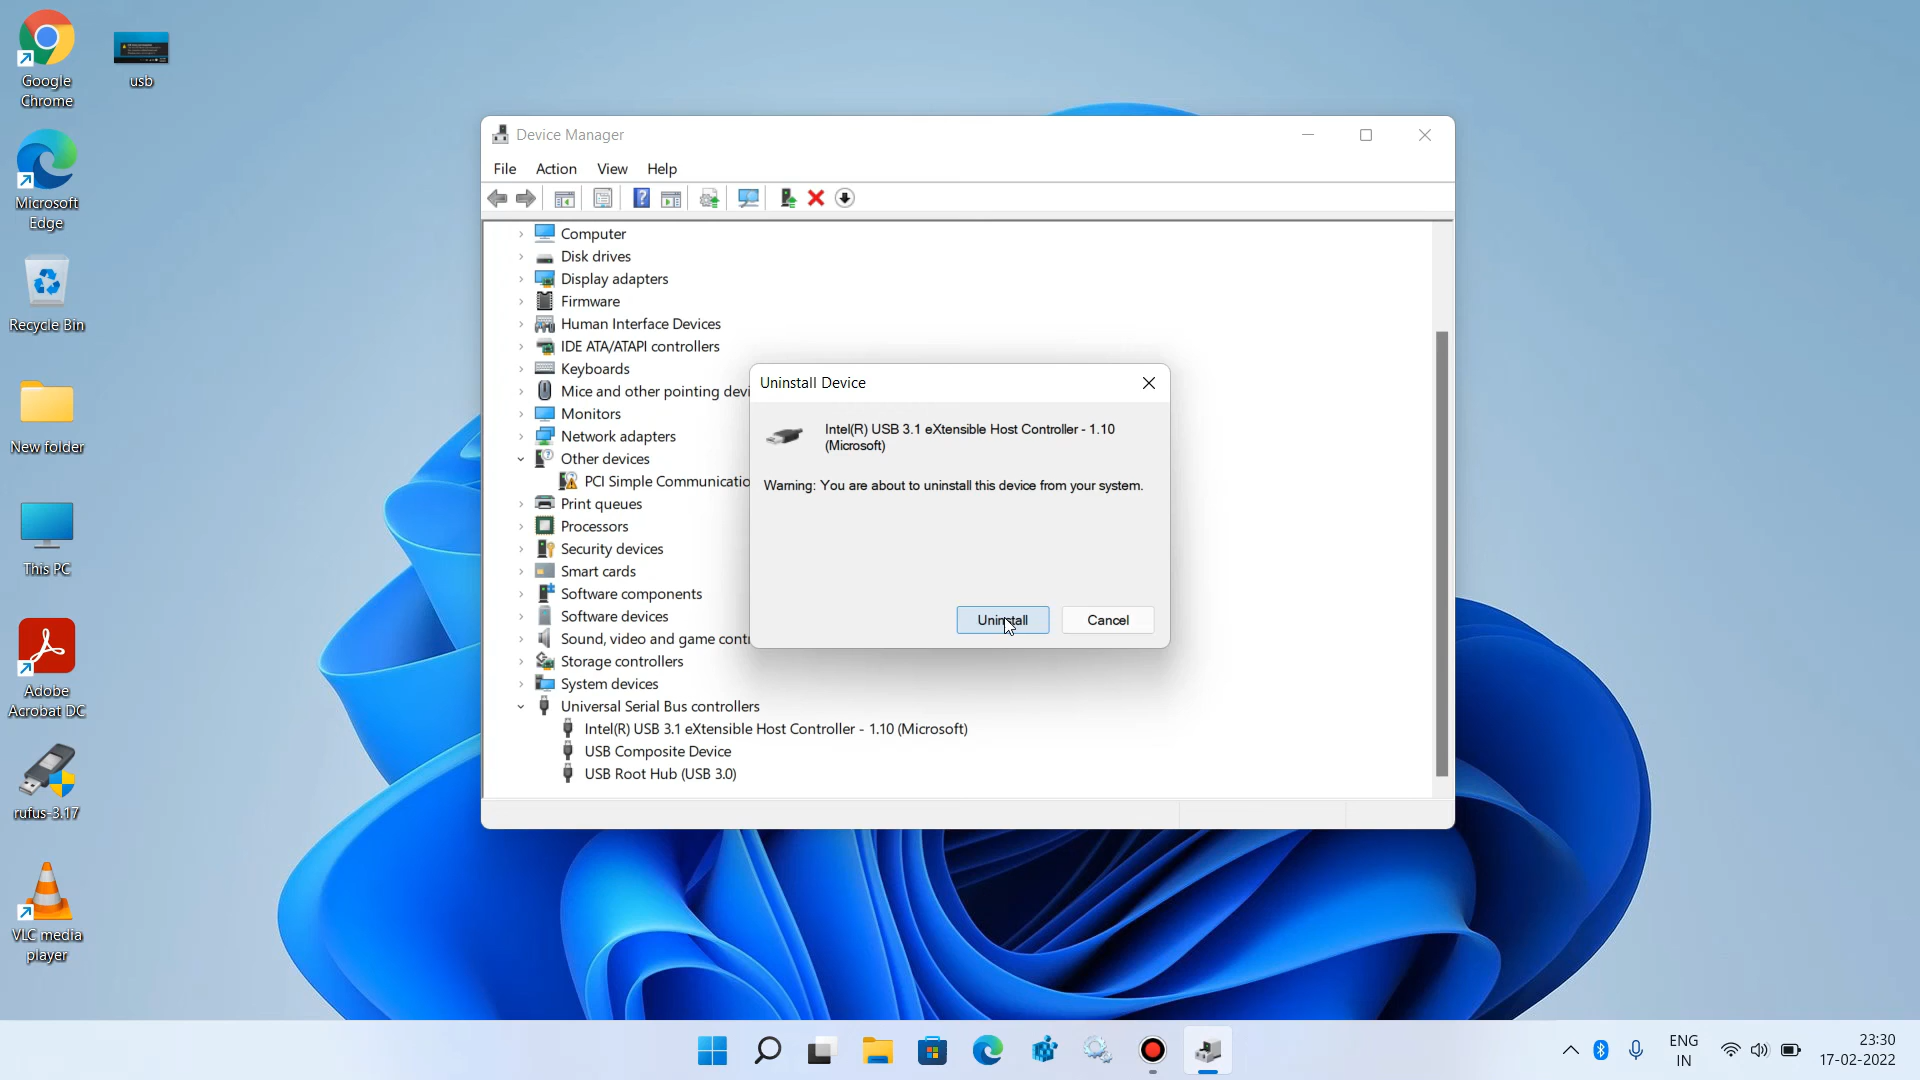 Google
Chrome
usb
Microsoft
Edge
Recycle Bin
New folder
This PC
Adobe
Acrobat DC
rufus-3.17
VLC media
player
Device Manager
File Action View Help
Computer
Disk drives
Display adapters
Firmware
Human Interface Devices
IDE ATA/ATAPI controllers
Keyboards
Mice and other pointing devi
Monitors
Network adapters
Other devices
PCI Simple Communicatio
Print queues
Processors
Security devices
Smart cards
Software components
Software devices
Sound, video and game cont
Storage controllers
System devices
Universal Serial Bus controllers
Intel(R) USB 3.1 eXtensible Host Controller - 1.10 (Microsoft)
USB Composite Device
USB Root Hub (USB 3.0)
Uninstall Device
Intel(R) USB 3.1 eXtensible Host Controller - 1.10
(Microsoft)
Warning: You are about to uninstall this device from your system.
Uninstall Cancel
ENG
IN
23:30
17-02-2022